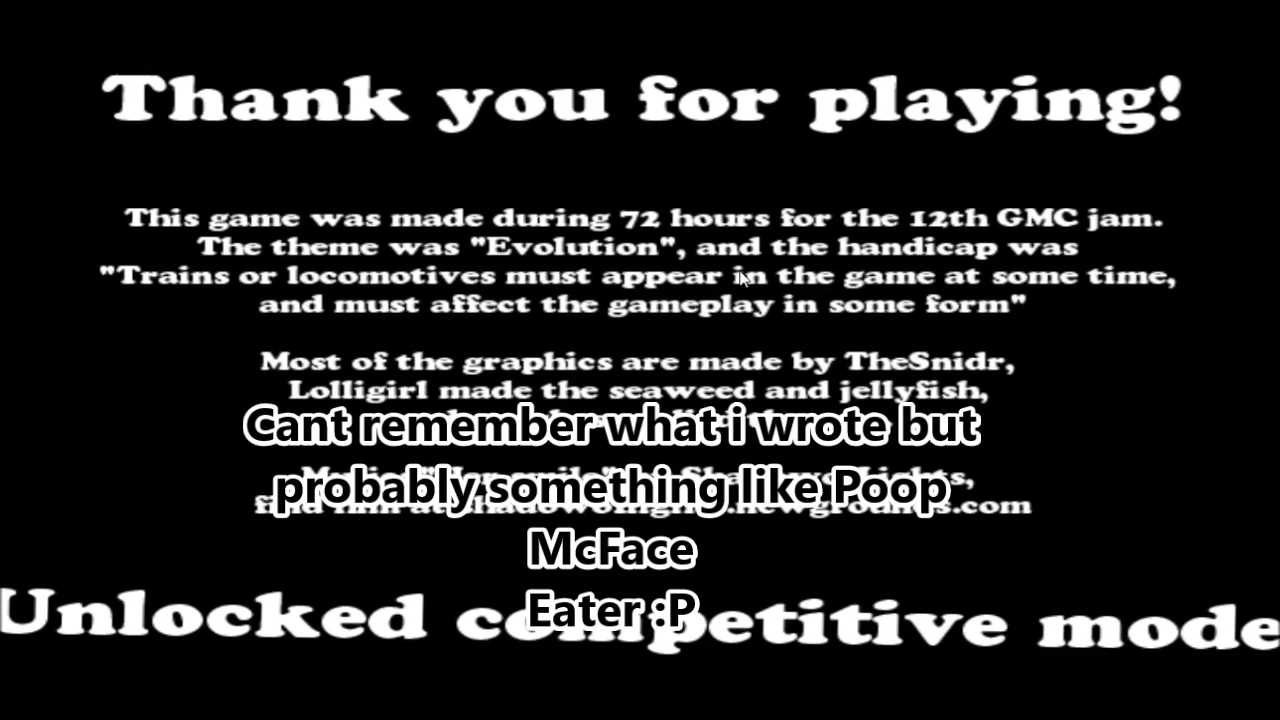 Thank you for playing!
This game was made during 72 hours for the 12th GMC jam.
The theme was "Evolution", and the handicap was
"Trains or locomotives must appear in the game at some time,
and must affect the gameplay in some form"
Most of the graphics are made by TheSnidr,
Lolligirl made the seaweed and jellyfish,
Cant remember what i wrote but
probably something like Poop
McFace
Eater :P
Unlocked competitive mode